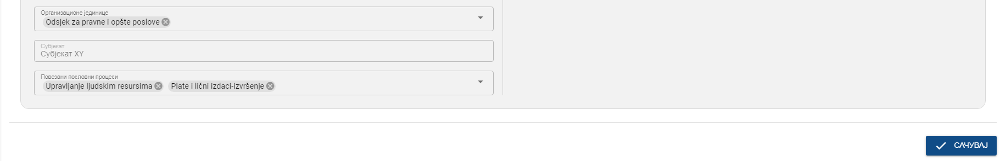 Организационе јединице
Odsjek za pravne i opšte poslove
Субјекат
Субјекат XY
Повезани пословни процеси
Upravljanje ljudskim resursima Plate i lični izdaci-izvršenje
САЧУВАЈ